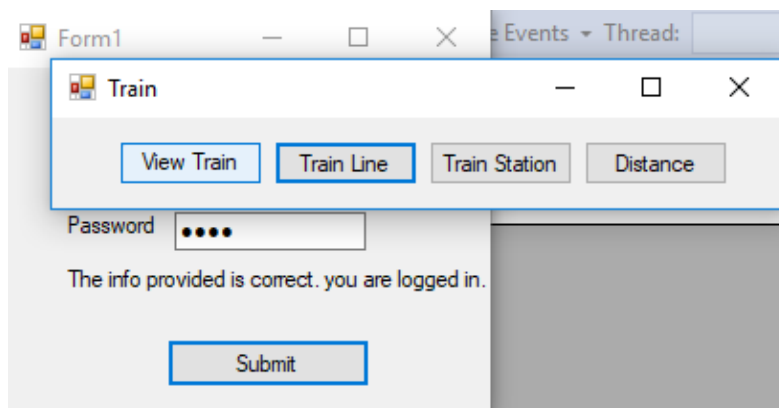 Form1
e Events Thread:
Train
View Train Train Line Train Station Distance
Password ●●●●
The info provided is correct. you are logged in.
Submit